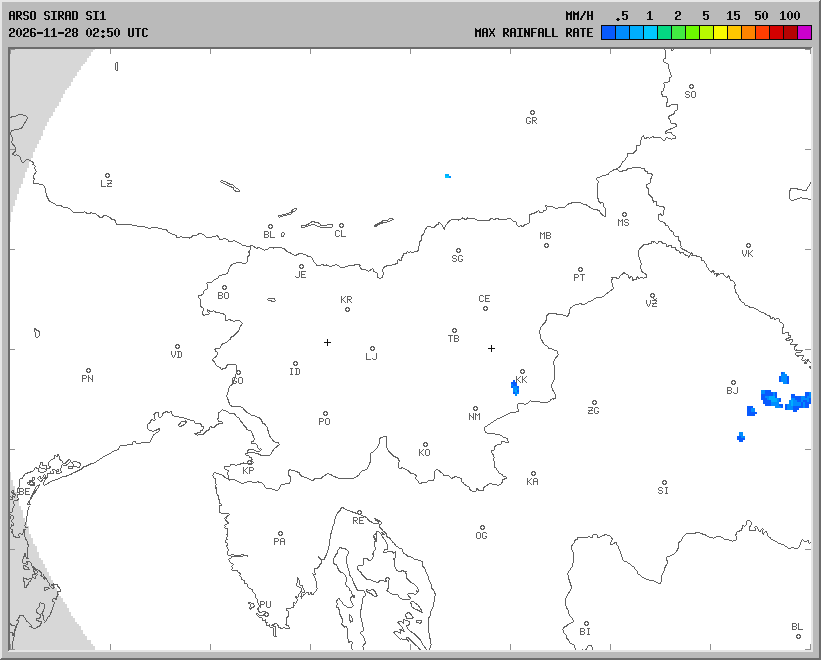 ARSO SIRAD SI1
2026-11-28 02:50 UTC
MM/H .5 1 2 5 15 50 100
MAX RAINFALL RATE
SO
GR
LZ
MS
BL
CL
MB
VK
SG
JE
PT
BO
KR
CE
VZ
TB
VD
LJ
ID
PN
GO
KK
BJ
ZG
NM
PO
KO
KP
KA
BE
SI
RE
OG
PA
PU
BI
BL